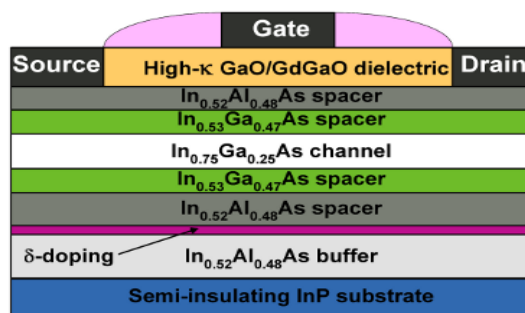 Gate
Source
High-κ GaO/GdGaO dielectric
Drain
In₀.₅₂Al₀.₄₈As spacer
In₀.₅₃Ga₀.₄₇As spacer
In₀.₇₅Ga₀.₂₅As channel
In₀.₅₃Ga₀.₄₇As spacer
In₀.₅₂Al₀.₄₈As spacer
δ-doping
In₀.₅₂Al₀.₄₈As buffer
Semi-insulating InP substrate